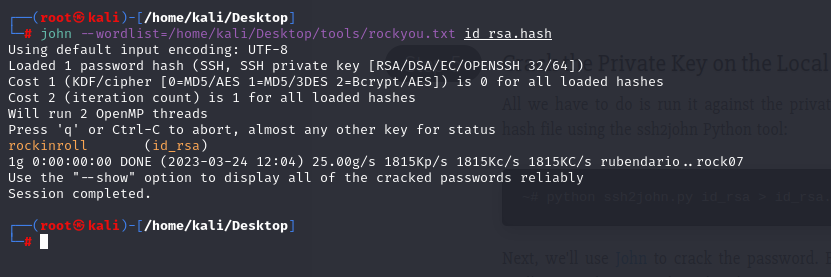 ┌──(root㉿kali)-[/home/kali/Desktop]
└─# john --wordlist=/home/kali/Desktop/tools/rockyou.txt id_rsa.hash
Using default input encoding: UTF-8
Loaded 1 password hash (SSH, SSH private key [RSA/DSA/EC/OPENSSH 32/64])
Cost 1 (KDF/cipher [0=MD5/AES 1=MD5/3DES 2=Bcrypt/AES]) is 0 for all loaded hashes
Cost 2 (iteration count) is 1 for all loaded hashes
Will run 2 OpenMP threads
Press 'q' or Ctrl-C to abort, almost any other key for status
rockinroll       (id_rsa)
1g 0:00:00:00 DONE (2023-03-24 12:04) 25.00g/s 1815Kp/s 1815Kc/s 1815KC/s rubendario..rock07
Use the "--show" option to display all of the cracked passwords reliably
Session completed.
┌──(root㉿kali)-[/home/kali/Desktop]
└─#
Private Key on the Local
All we have to do is run it against the priva
hash file using the ssh2john Python tool:
~# python ssh2john.py id_rsa > id_rsa.
Next, we'll use john to crack the password.